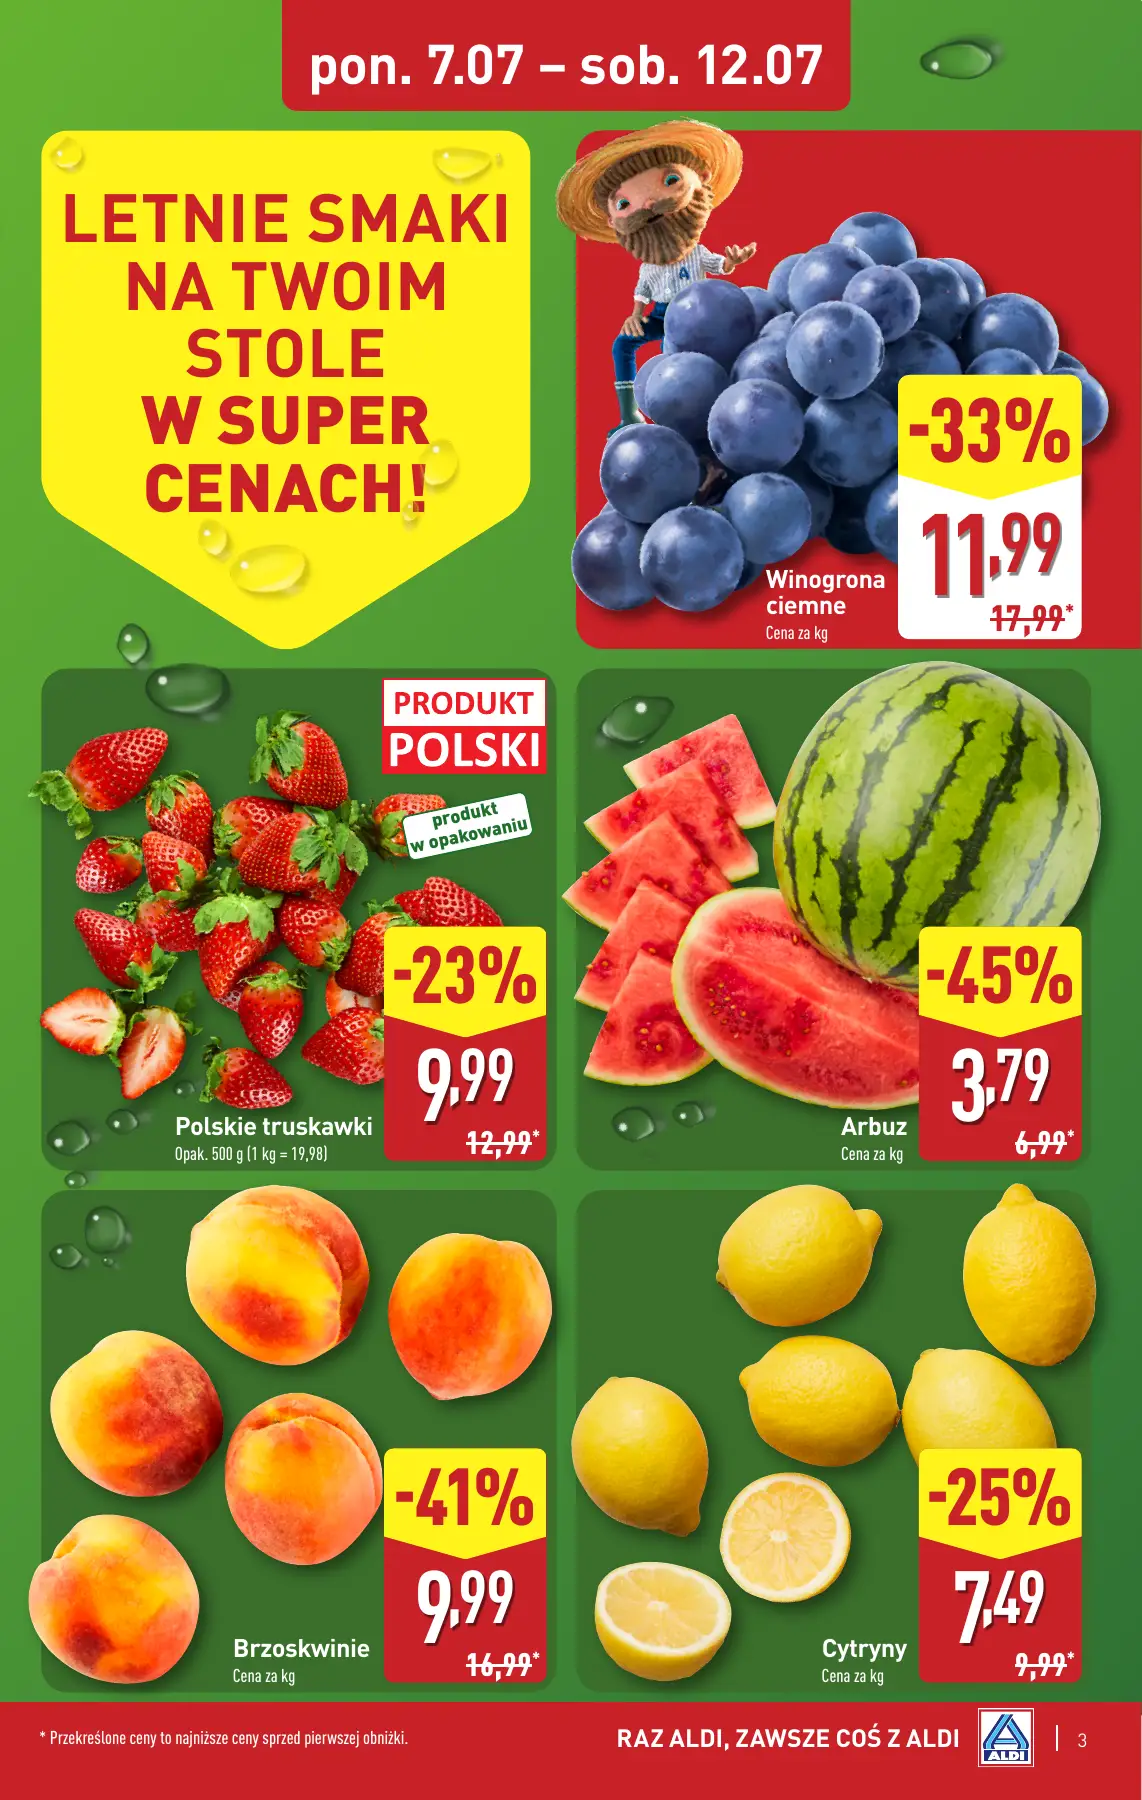 pon. 7.07 – sob. 12.07
LETNIE SMAKI
NA TWOIM
STOLE
W SUPER
CENACH!
A
-33%
11,99
17,99*
Winogrona
ciemne
Cena za kg
PRODUKT
POLSKI
produkt
w opakowaniu
-23%
9,99
12,99*
Polskie truskawki
Opak. 500 g (1 kg = 19,98)
-45%
3,79
6,99*
Arbuz
Cena za kg
-41%
9,99
16,99*
Brzoskwinie
Cena za kg
-25%
7,49
9,99*
Cytryny
Cena za kg
* Przekreślone ceny to najniższe ceny sprzed pierwszej obniżki.
RAZ ALDI, ZAWSZE COŚ Z ALDI
ALDI
3